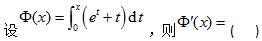 设 Φ(x) = ∫₀ˣ (eᵗ + t) dt ，则 Φ′(x) = （  ）